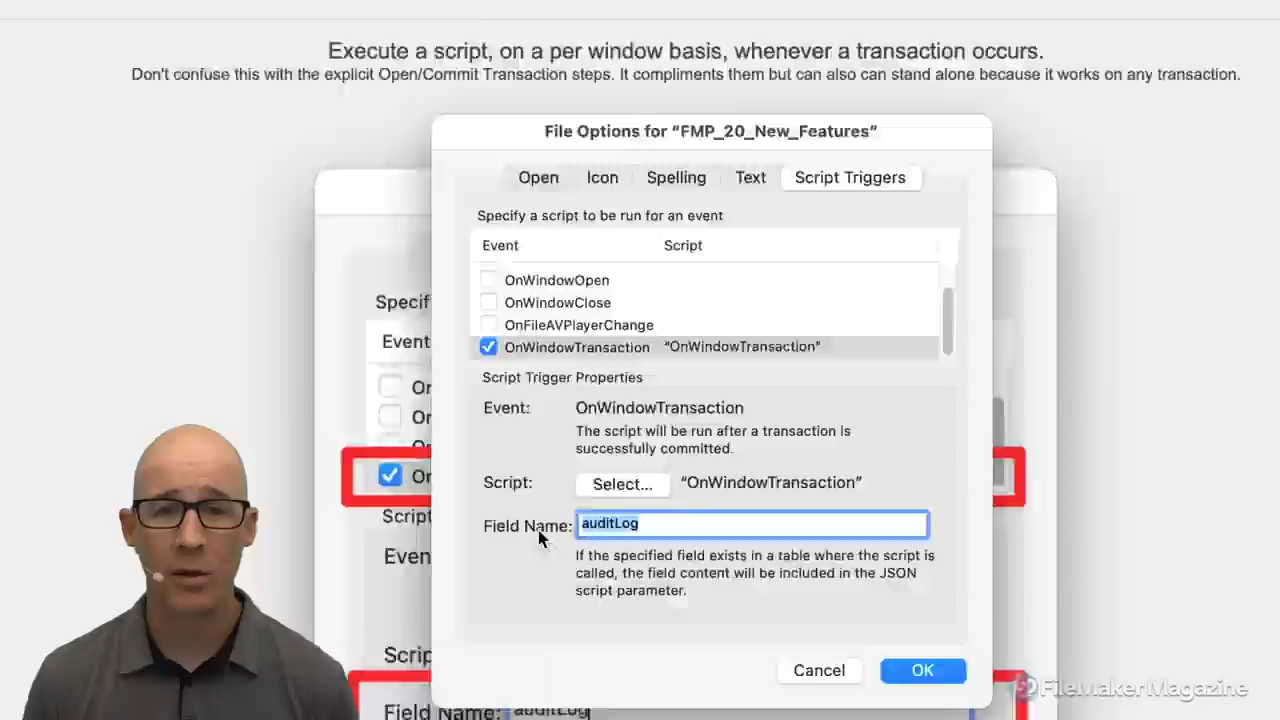 Execute a script, on a per window basis, whenever a transaction occurs.
Don't confuse this with the explicit Open/Commit Transaction steps. It compliments them but can also can stand alone because it works on any transaction.
File Options for “FMP_20_New_Features”
Open Icon Spelling Text Script Triggers
Specify a script to be run for an event
Event Script
OnWindowOpen
OnWindowClose
OnFileAVPlayerChange
OnWindowTransaction “OnWindowTransaction”
Script Trigger Properties
Event: OnWindowTransaction
The script will be run after a transaction is
successfully committed.
Script: Select... “OnWindowTransaction”
Field Name: auditLog
If the specified field exists in a table where the script is
called, the field content will be included in the JSON
script parameter.
Cancel OK
Specif
Event
On
On
On
Script
Even
Scrip
Field Name: auditLog
FileMakerMagazine